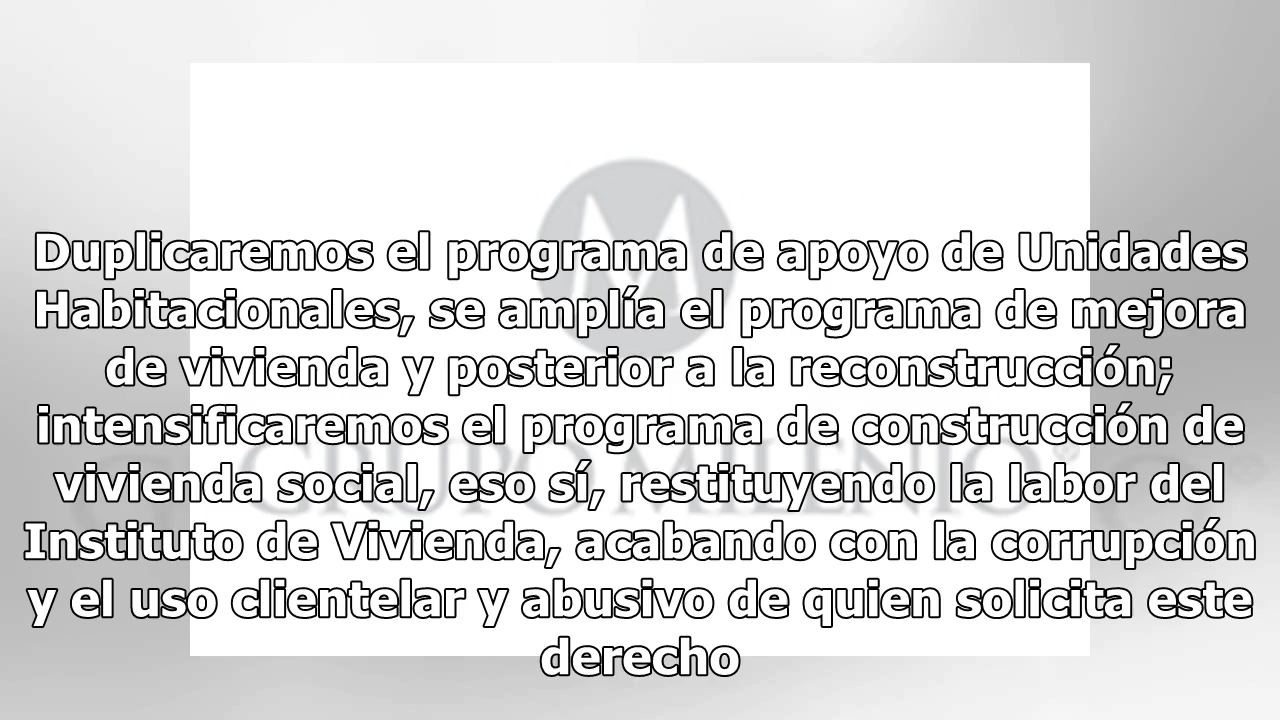 Duplicaremos el programa de apoyo de Unidades
Habitacionales, se amplía el programa de mejora
de vivienda y posterior a la reconstrucción;
intensificaremos el programa de construcción de
vivienda social, eso sí, restituyendo la labor del
Instituto de Vivienda, acabando con la corrupción
y el uso clientelar y abusivo de quien solicita este
derecho
M
GRUPO MILENIO®